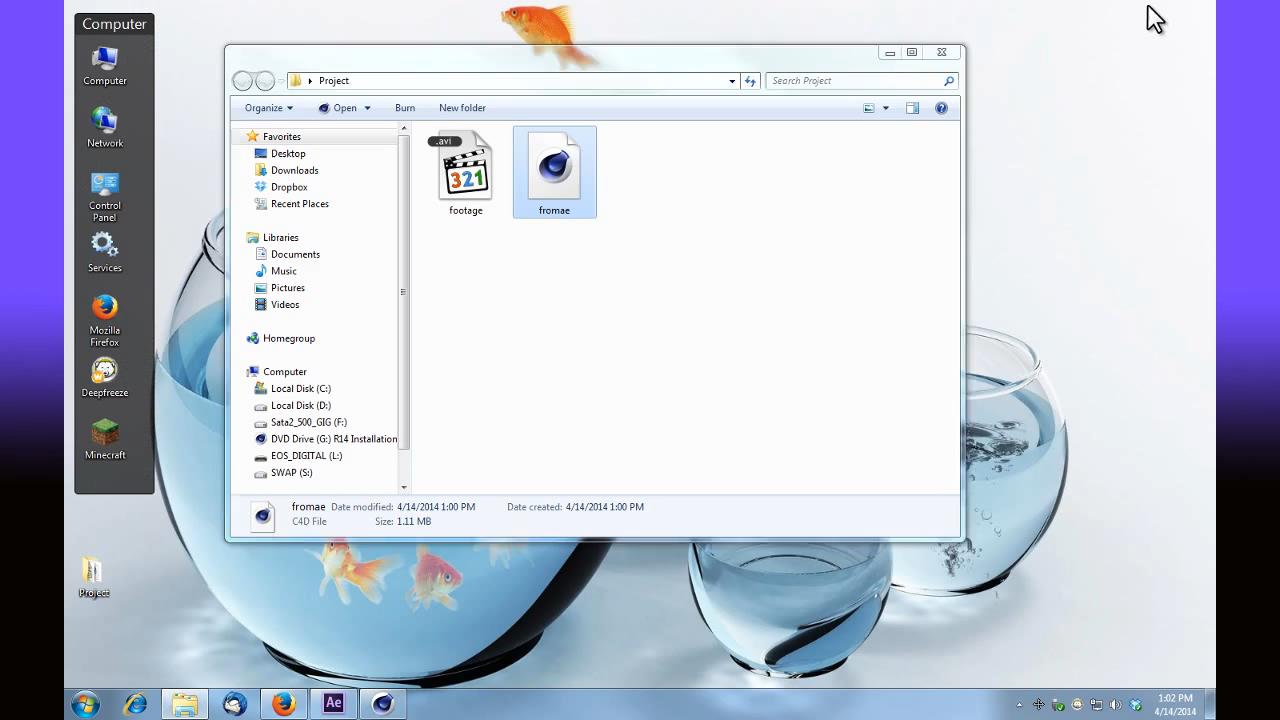 Computer
Computer
Network
Control
Panel
Services
Mozilla
Firefox
Deepfreeze
Minecraft
Project
Project
Search Project
Organize
Open
Burn
New folder
Favorites
Desktop
Downloads
Dropbox
Recent Places
Libraries
Documents
Music
Pictures
Videos
Homegroup
Computer
Local Disk (C:)
Local Disk (D:)
Sata2_500_GIG (F:)
DVD Drive (G:) R14 Installation
EOS_DIGITAL (L:)
SWAP (S:)
.avi
321
footage
fromae
fromae Date modified: 4/14/2014 1:00 PM Date created: 4/14/2014 1:00 PM
C4D File Size: 1.11 MB
Ae
1:02 PM
4/14/2014